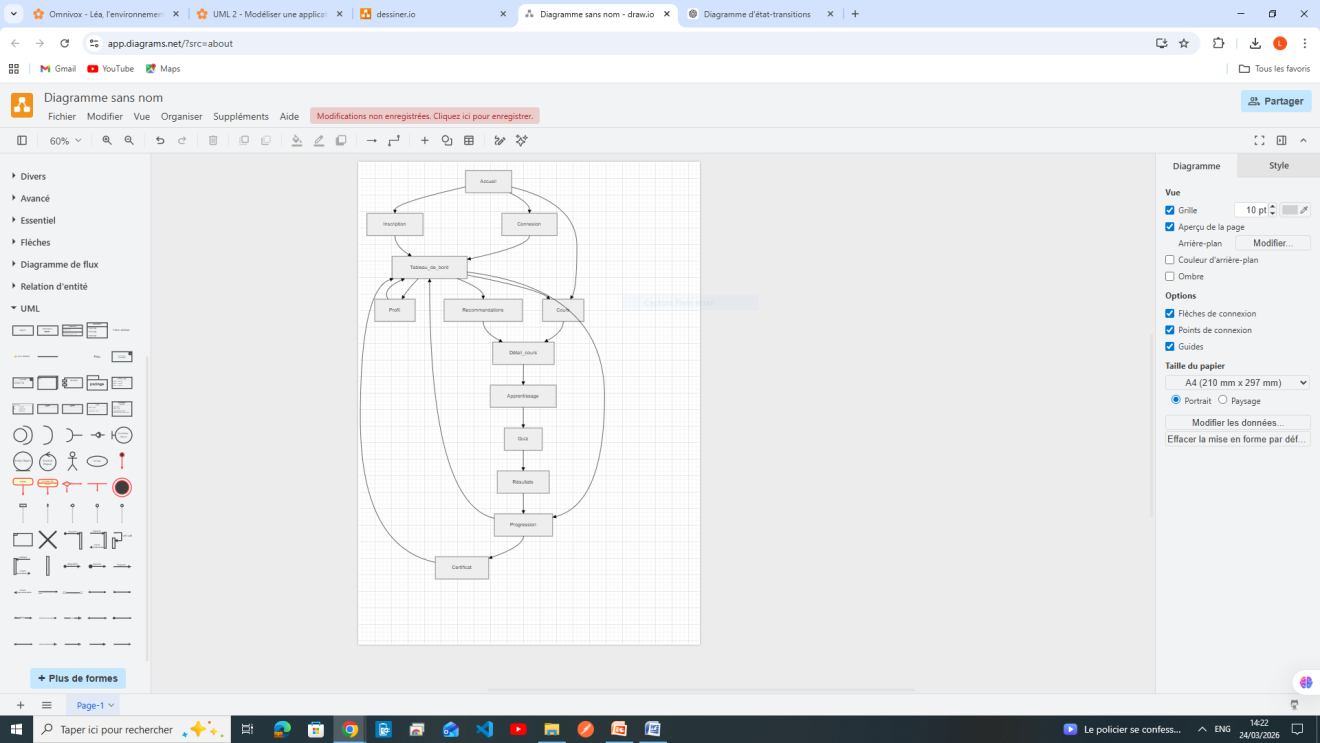 Omnivox - Léa, l'environnemen
UML 2 - Modéliser une applicat
dessiner.io
Diagramme sans nom - draw.io
Diagramme d'état-transitions
app.diagrams.net/?src=about
L
Gmail
YouTube
Maps
Tous les favoris
Diagramme sans nom
Fichier
Modifier
Vue
Organiser
Suppléments
Aide
Modifications non enregistrées. Cliquez ici pour enregistrer.
Partager
60%
Divers
Avancé
Essentiel
Flèches
Diagramme de flux
Relation d'entité
UML
package
Plus de formes
Accueil
Inscription
Connexion
Tableau_de_bord
Profil
Recommandations
Cours
Détail_cours
Apprentissage
Quiz
Résultats
Progression
Certificat
Diagramme
Style
Vue
Grille
10 pt
Aperçu de la page
Arrière-plan
Modifier...
Couleur d'arrière-plan
Ombre
Options
Flèches de connexion
Points de connexion
Guides
Taille du papier
A4 (210 mm x 297 mm)
Portrait
Paysage
Modifier les données...
Effacer la mise en forme par déf...
Page-1
Taper ici pour rechercher
Le policier se confess...
ENG
14:22
24/03/2026